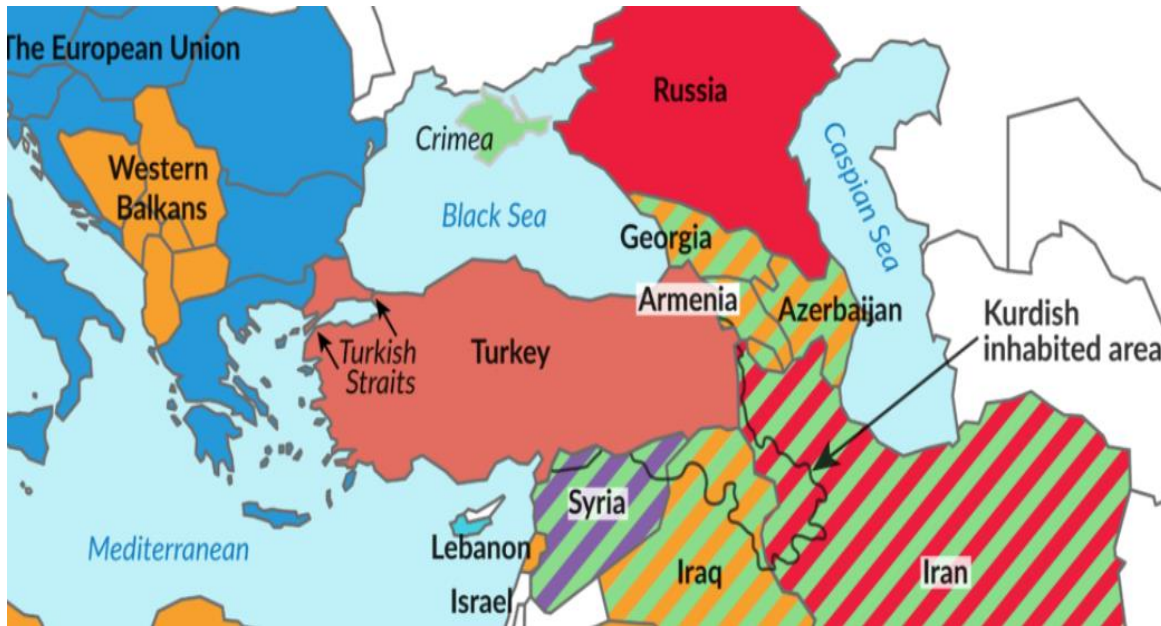 The European Union
Russia
Crimea
Caspian Sea
Western
Balkans
Black Sea
Georgia
Armenia
Azerbaijan
Kurdish
inhabited area
Turkish
Straits
Turkey
Syria
Mediterranean
Lebanon
Iraq
Iran
Israel